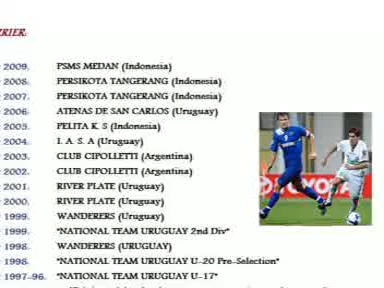 RRIER:
2009. PSMS MEDAN (Indonesia)
2008. PERSIKOTA TANGERANG (Indonesia)
2007. PERSIKOTA TANGERANG (Indonesia)
2006. ATENAS DE SAN CARLOS (Uruguay)
2005. PELITA K. S (Indonesia)
2004. I. A. S. A (Uruguay)
2003. CLUB CIPOLLETTI (Argentina)
2002. CLUB CIPOLLETTI (Argentina)
2001. RIVER PLATE (Uruguay)
2000. RIVER PLATE (Uruguay)
1999. WANDERERS (Uruguay)
1999. "NATIONAL TEAM URUGUAY 2nd Div"
1998. WANDERERS (URUGUAY)
1998. "NATIONAL TEAM URUGUAY U-20 Pre-Selection"
1997-96. "NATIONAL TEAM URUGUAY U-17"
TOYOTA